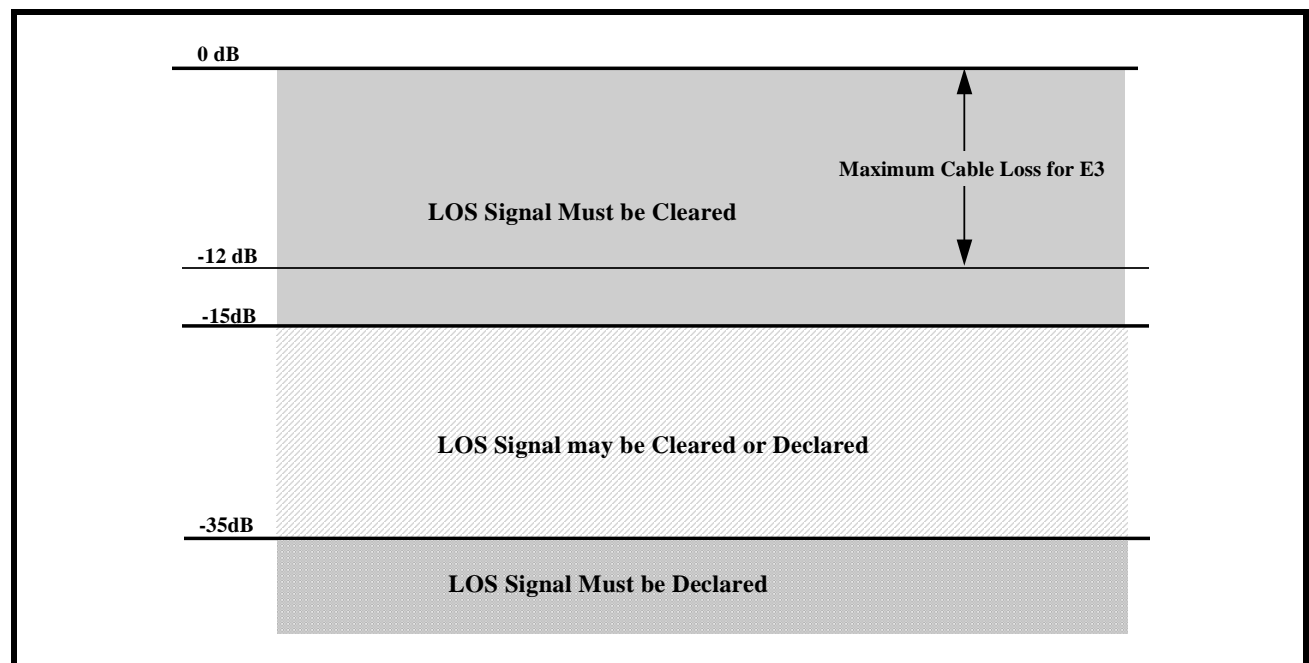 0 dB
Maximum Cable Loss for E3
LOS Signal Must be Cleared
-12 dB
-15dB
LOS Signal may be Cleared or Declared
-35dB
LOS Signal Must be Declared